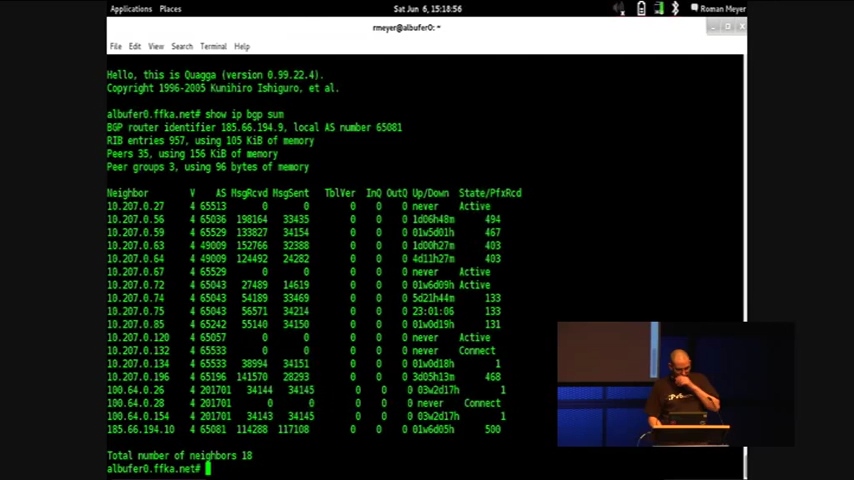 Applications Places Sat Jun 6, 15:18:56 Roman Meyer
rmeyer@albufer0: ~
File Edit View Search Terminal Help
Hello, this is Quagga (version 0.99.22.4).
Copyright 1996-2005 Kunihiro Ishiguro, et al.
albufer0.ffka.net# show ip bgp sum
BGP router identifier 185.66.194.9, local AS number 65081
RIB entries 957, using 105 KiB of memory
Peers 35, using 156 KiB of memory
Peer groups 3, using 96 bytes of memory
Neighbor V AS MsgRcvd MsgSent TblVer InQ OutQ Up/Down State/PfxRcd
10.207.0.27 4 65513 0 0 0 0 0 never Active
10.207.0.56 4 65036 198164 33435 0 0 0 1d06h48m 494
10.207.0.59 4 65529 133827 34154 0 0 0 01w5d01h 467
10.207.0.63 4 49009 152766 32388 0 0 0 1d00h27m 403
10.207.0.64 4 49009 124492 24282 0 0 0 4d11h27m 403
10.207.0.67 4 65529 0 0 0 0 0 never Active
10.207.0.72 4 65043 27489 14619 0 0 0 01w6d09h Active
10.207.0.74 4 65043 54189 33469 0 0 0 5d21h44m 133
10.207.0.75 4 65043 56571 34214 0 0 0 23:01:06 133
10.207.0.85 4 65242 55140 34150 0 0 0 01w0d19h 131
10.207.0.120 4 65057 0 0 0 0 0 never Active
10.207.0.132 4 65533 0 0 0 0 0 never Connect
10.207.0.134 4 65533 38994 34151 0 0 0 01w0d18h 1
10.207.0.196 4 65196 141570 28293 0 0 0 3d05h13m 468
100.64.0.26 4 201701 34144 34145 0 0 0 03w2d17h 1
100.64.0.28 4 201701 0 0 0 0 0 never Connect
100.64.0.154 4 201701 34143 34145 0 0 0 03w2d17h 1
185.66.194.10 4 65081 114288 117108 0 0 0 01w6d05h 500
Total number of neighbors 18
albufer0.ffka.net#